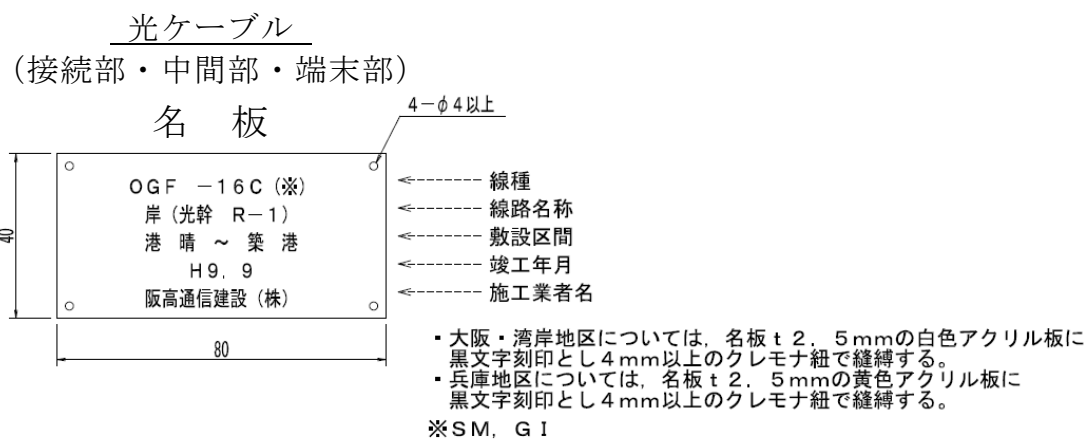 光ケーブル
（接続部・中間部・端末部）
名 板
4－φ4以上
OGF －16C（※）
岸（光幹 R－1）
港 晴 ～ 築 港
H9．9
阪高通信建設（株）
線種
線路名称
敷設区間
竣工年月
施工業者名
40
80
・大阪・湾岸地区については，名板ｔ２．５ｍｍの白色アクリル板に
黒文字刻印とし４ｍｍ以上のクレモナ紐で縫縛する。
・兵庫地区については，名板ｔ２．５ｍｍの黄色アクリル板に
黒文字刻印とし４ｍｍ以上のクレモナ紐で縫縛する。
※ＳＭ，ＧＩ